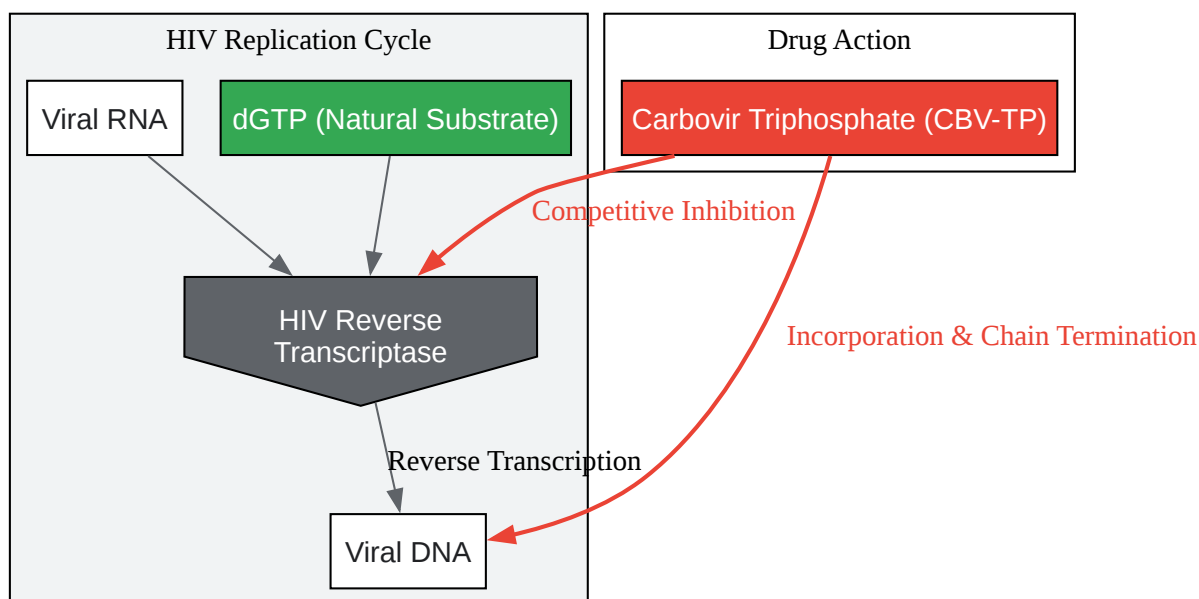 HIV Replication Cycle
Drug Action
Viral RNA
dGTP (Natural Substrate)
Carbovir Triphosphate (CBV-TP)
Competitive Inhibition
HIV Reverse
Transcriptase
Incorporation & Chain Termination
Reverse Transcription
Viral DNA